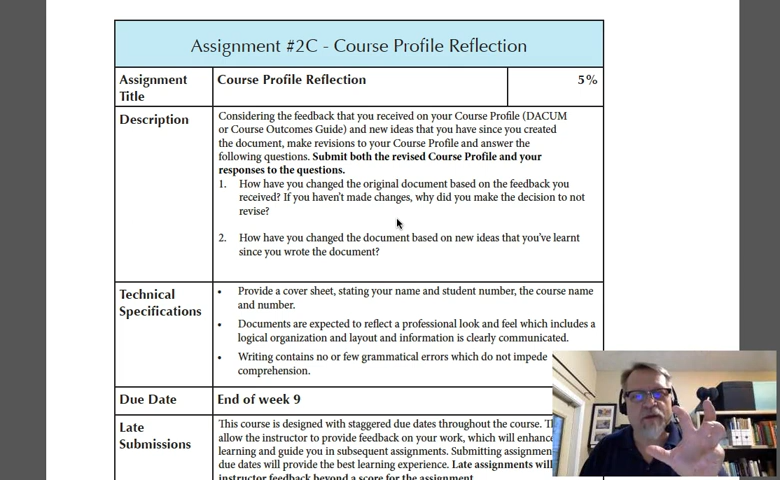 Assignment #2C - Course Profile Reflection
Assignment
Title
Course Profile Reflection
5%
Description
Considering the feedback that you received on your Course Profile (DACUM
or Course Outcomes Guide) and new ideas that you have since you created
the document, make revisions to your Course Profile and answer the
following questions. Submit both the revised Course Profile and your
responses to the questions.
1. How have you changed the original document based on the feedback you
received? If you haven't made changes, why did you make the decision to not
revise?
2. How have you changed the document based on new ideas that you've learnt
since you wrote the document?
Technical
Specifications
• Provide a cover sheet, stating your name and student number, the course name
and number.
• Documents are expected to reflect a professional look and feel which includes a
logical organization and layout and information is clearly communicated.
• Writing contains no or few grammatical errors which do not impede
comprehension.
Due Date
End of week 9
Late
Submissions
This course is designed with staggered due dates throughout the course.
allow the instructor to provide feedback on your work, which will enhance
learning and guide you in subsequent assignments. Submitting
due dates will provide the best learning experience. Late assignments will
instructor feedback beyond a score for the assignment.